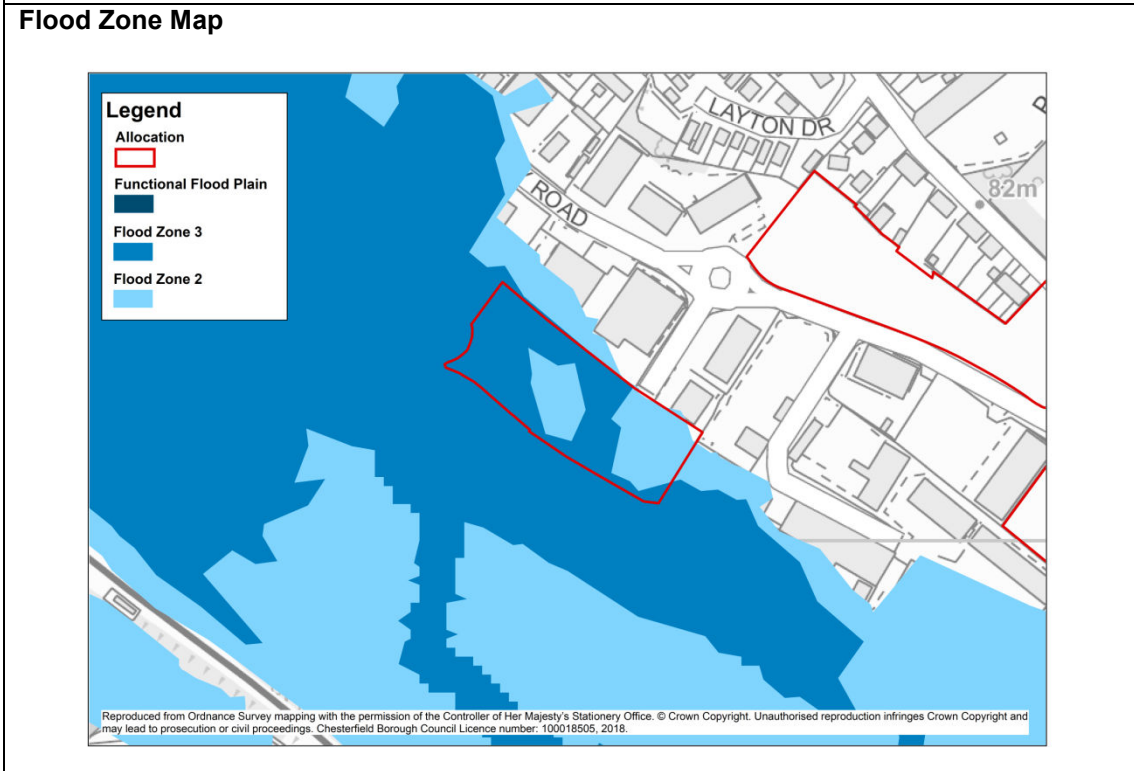 Flood Zone Map
Legend
Allocation
Functional Flood Plain
Flood Zone 3
Flood Zone 2
LAYTON DR
ROAD
82m
Reproduced from Ordnance Survey mapping with the permission of the Controller of Her Majesty's Stationery Office. © Crown Copyright. Unauthorised reproduction infringes Crown Copyright and
may lead to prosecution or civil proceedings. Chesterfield Borough Council Licence number: 100018505, 2018.